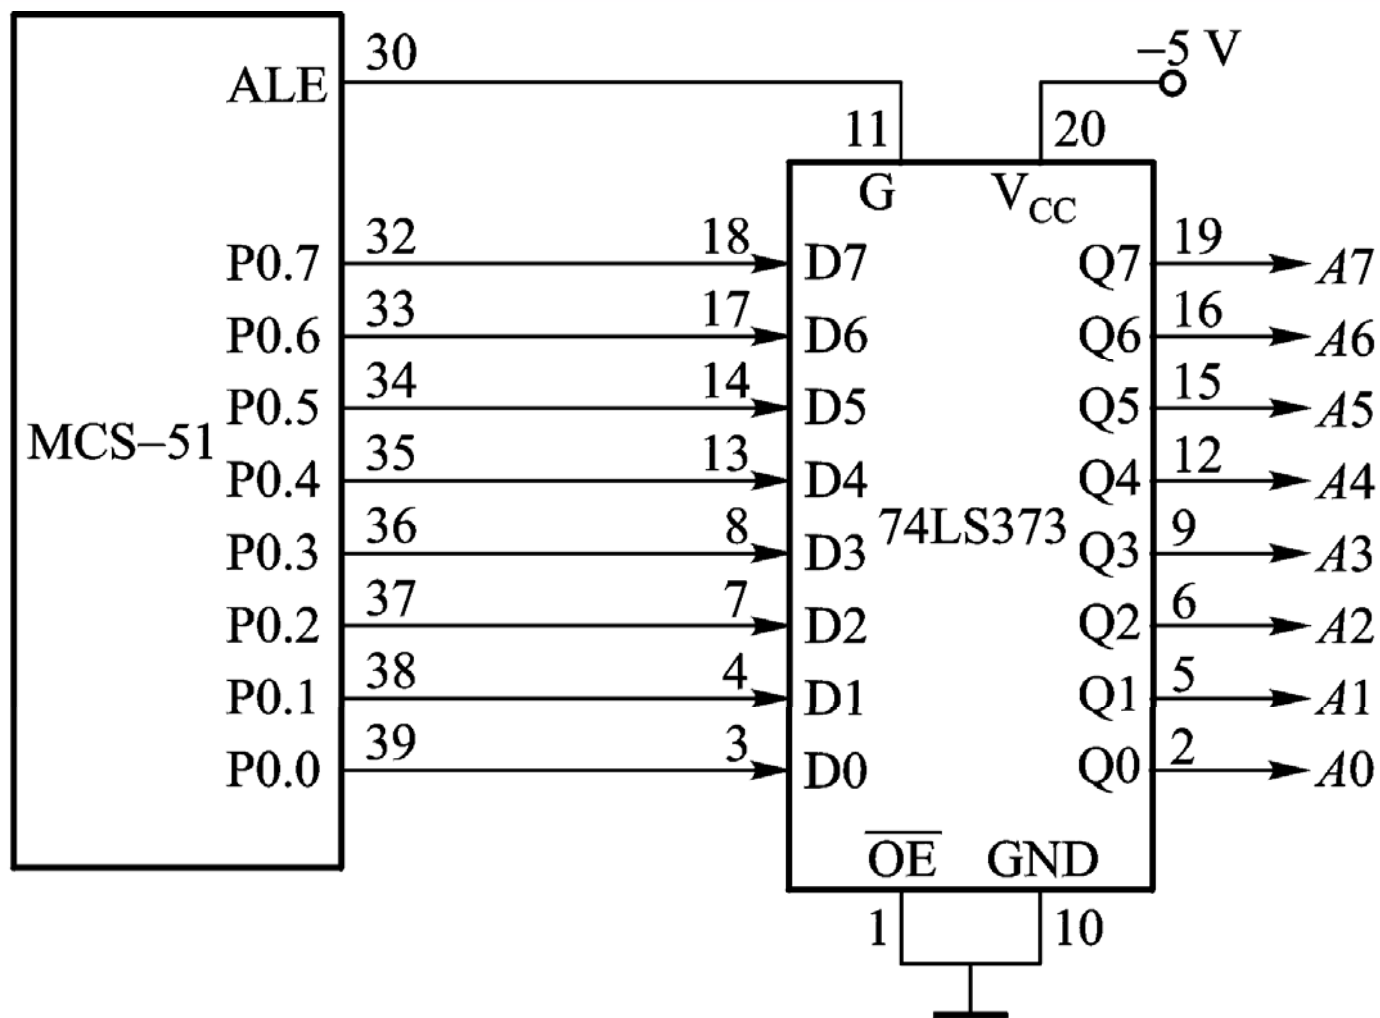 ALE 30 –5 V
11 20
G VCC
P0.7 32 18 D7 Q7 19 A7
P0.6 33 17 D6 Q6 16 A6
P0.5 34 14 D5 Q5 15 A5
MCS–51
P0.4 35 13 D4 Q4 12 A4
74LS373
P0.3 36 8 D3 Q3 9 A3
P0.2 37 7 D2 Q2 6 A2
P0.1 38 4 D1 Q1 5 A1
P0.0 39 3 D0 Q0 2 A0
OE GND
1 10